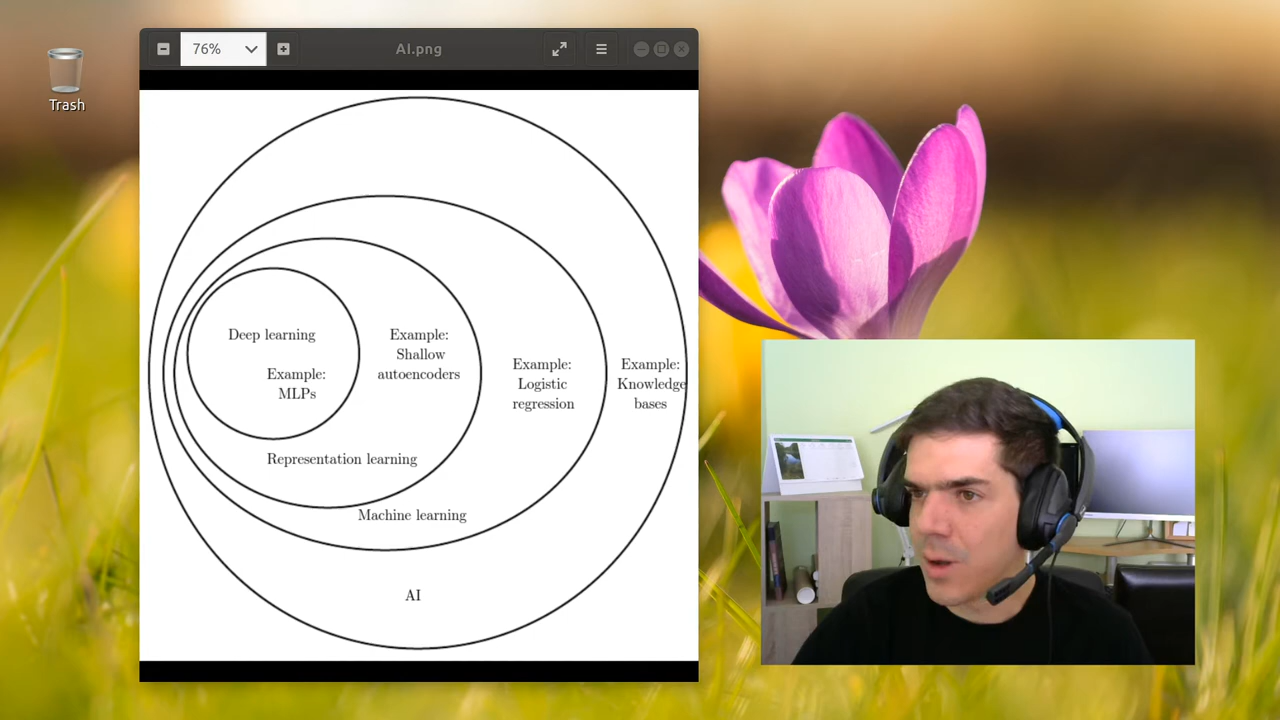 Trash
76%
AI.png
Deep learning
Example:
MLPs
Example:
Shallow
autoencoders
Example:
Logistic
regression
Example:
Knowledge
bases
Representation learning
Machine learning
AI